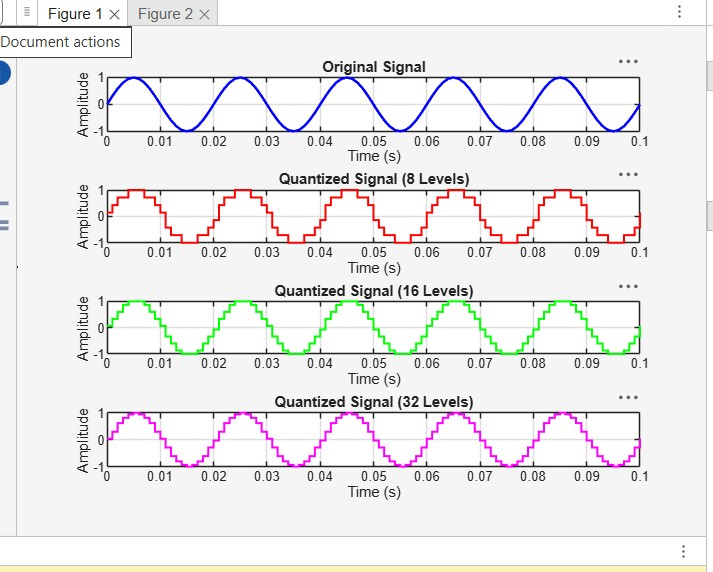 Figure 1 × Figure 2 ×
Document actions
Original Signal
Amplitude
1
0
-1
0 0.01 0.02 0.03 0.04 0.05 0.06 0.07 0.08 0.09 0.1
Time (s)
Quantized Signal (8 Levels)
Amplitude
1
0
-1
0 0.01 0.02 0.03 0.04 0.05 0.06 0.07 0.08 0.09 0.1
Time (s)
Quantized Signal (16 Levels)
Amplitude
1
0
-1
0 0.01 0.02 0.03 0.04 0.05 0.06 0.07 0.08 0.09 0.1
Time (s)
Quantized Signal (32 Levels)
Amplitude
1
0
-1
0 0.01 0.02 0.03 0.04 0.05 0.06 0.07 0.08 0.09 0.1
Time (s)